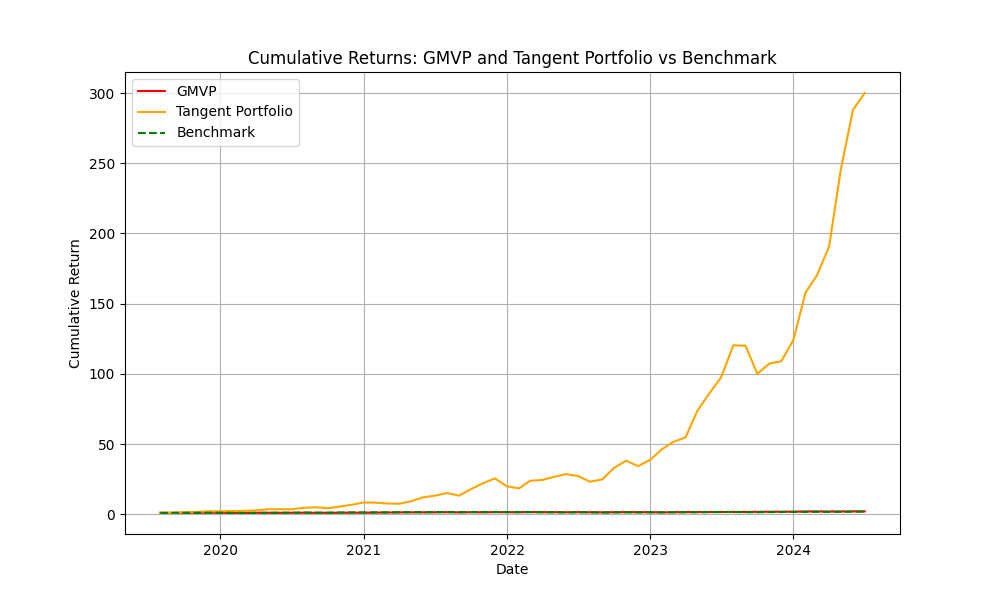 Cumulative Returns: GMVP and Tangent Portfolio vs Benchmark
GMVP
Tangent Portfolio
Benchmark
300
250
200
150
100
50
0
Cumulative Return
2020 2021 2022 2023 2024
Date